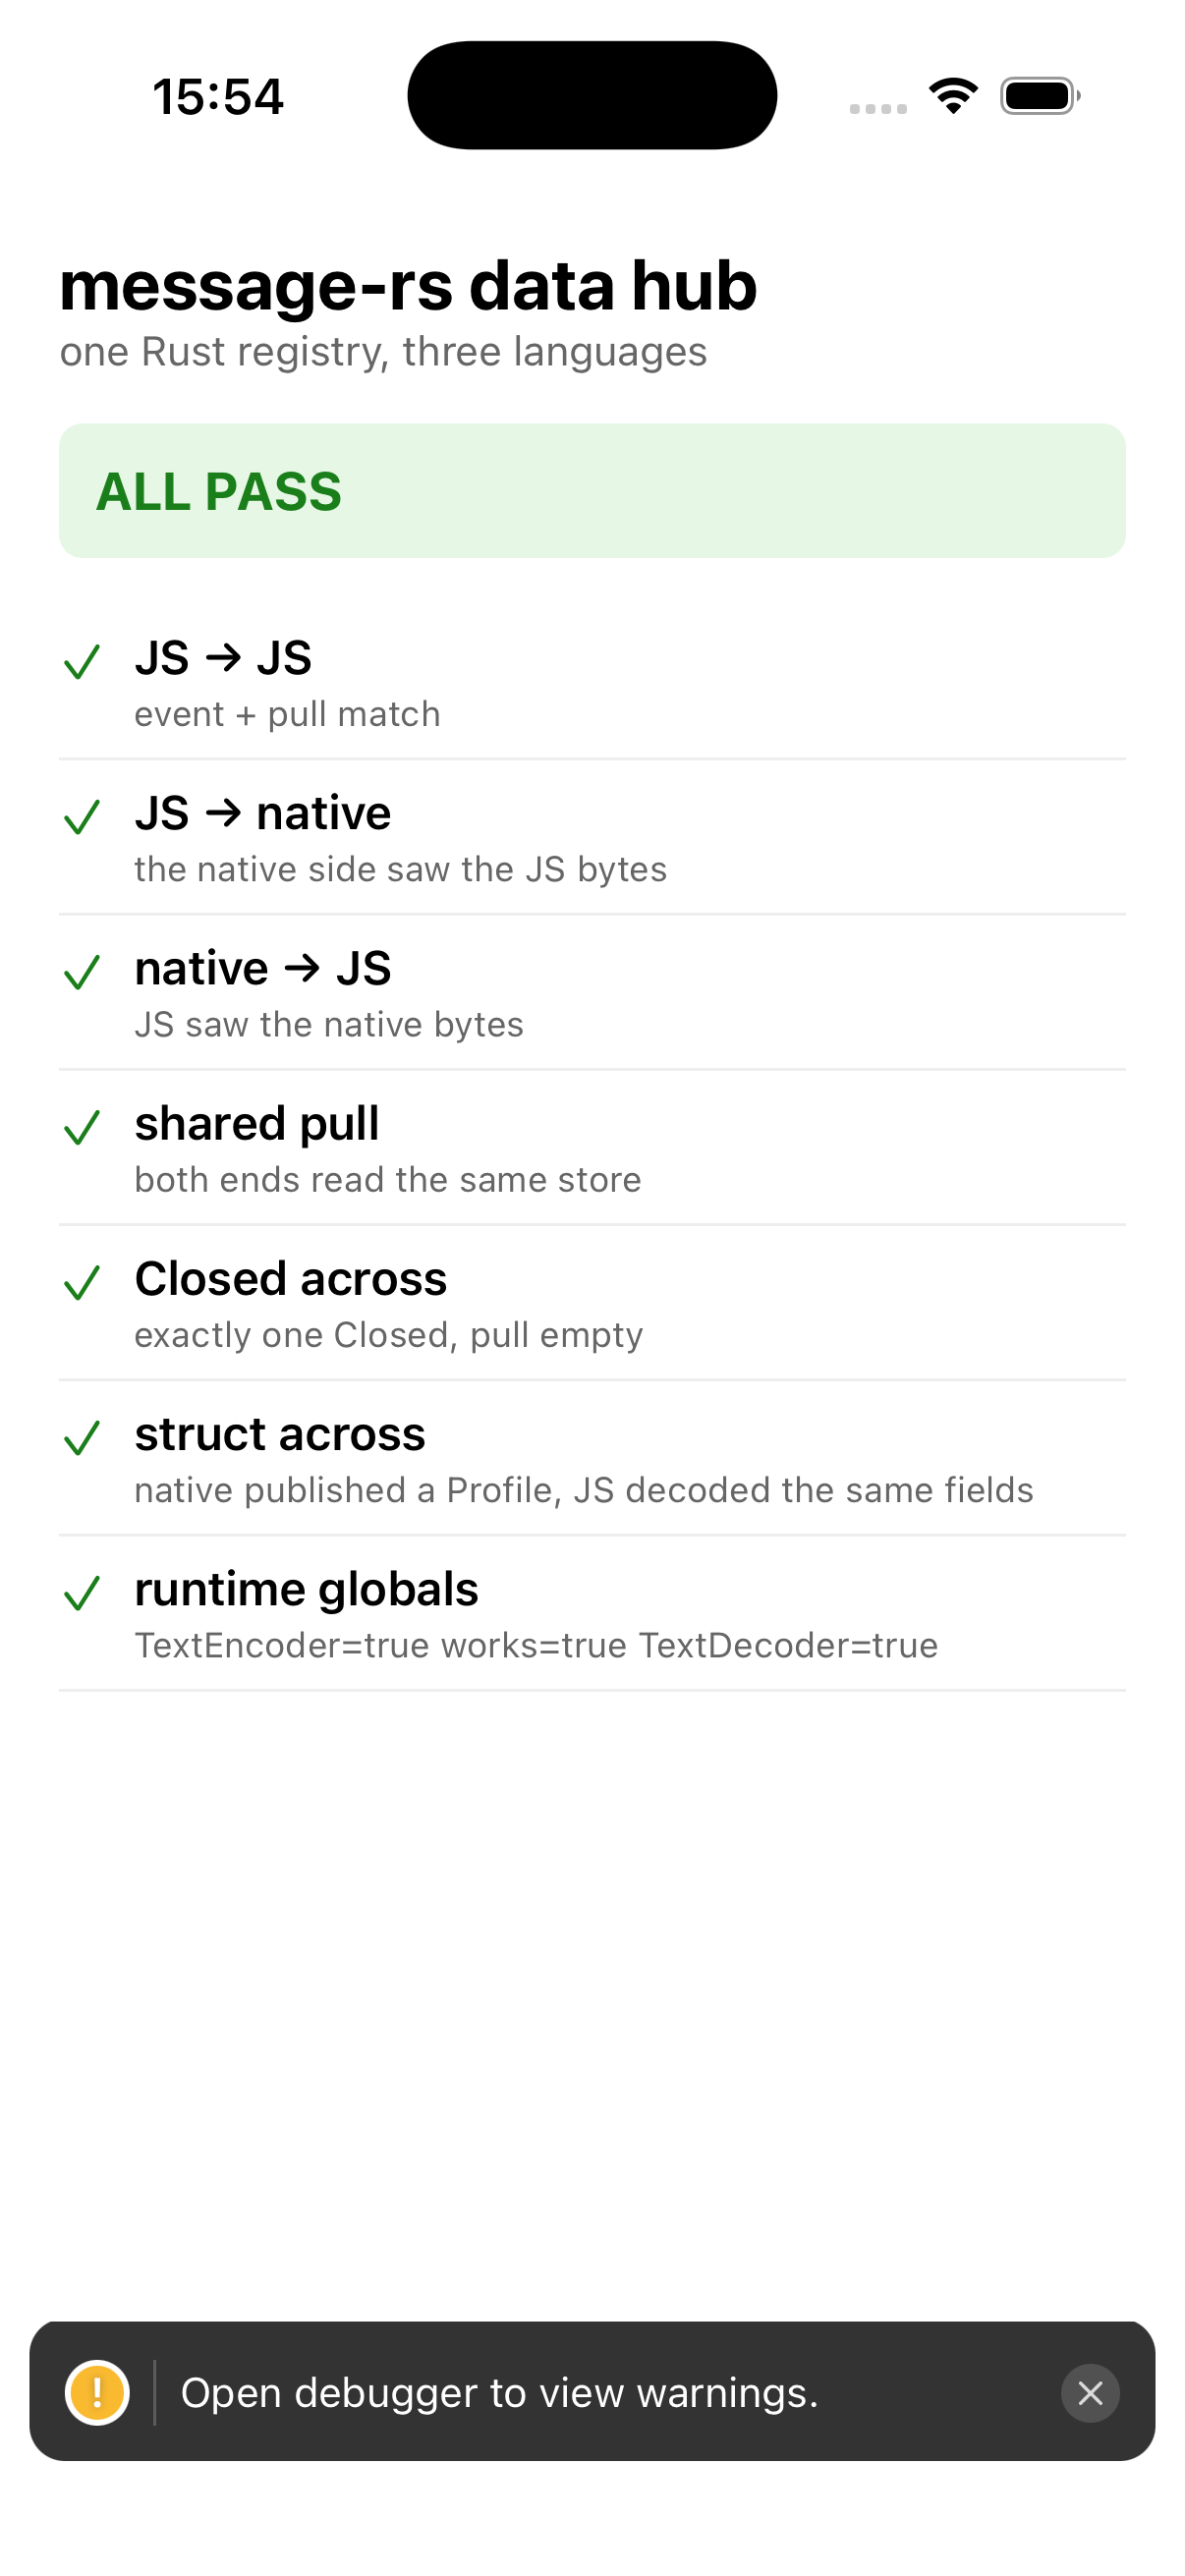 15:54
message-rs data hub
one Rust registry, three languages
ALL PASS
✓ JS → JS
event + pull match
✓ JS → native
the native side saw the JS bytes
✓ native → JS
JS saw the native bytes
✓ shared pull
both ends read the same store
✓ Closed across
exactly one Closed, pull empty
✓ struct across
native published a Profile, JS decoded the same fields
✓ runtime globals
TextEncoder=true works=true TextDecoder=true
! Open debugger to view warnings.